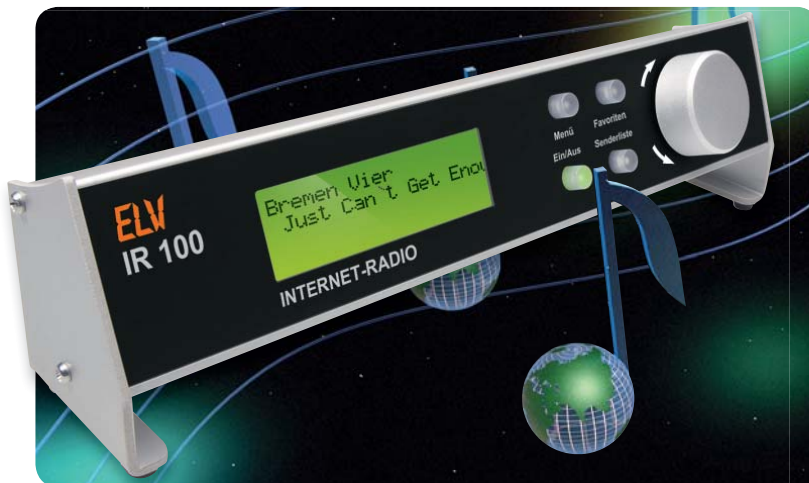 ELV
IR 100
Bremen Vier
Just Can't Get Enou
INTERNET-RADIO
Menü
Favoriten
Ein/Aus
Senderliste